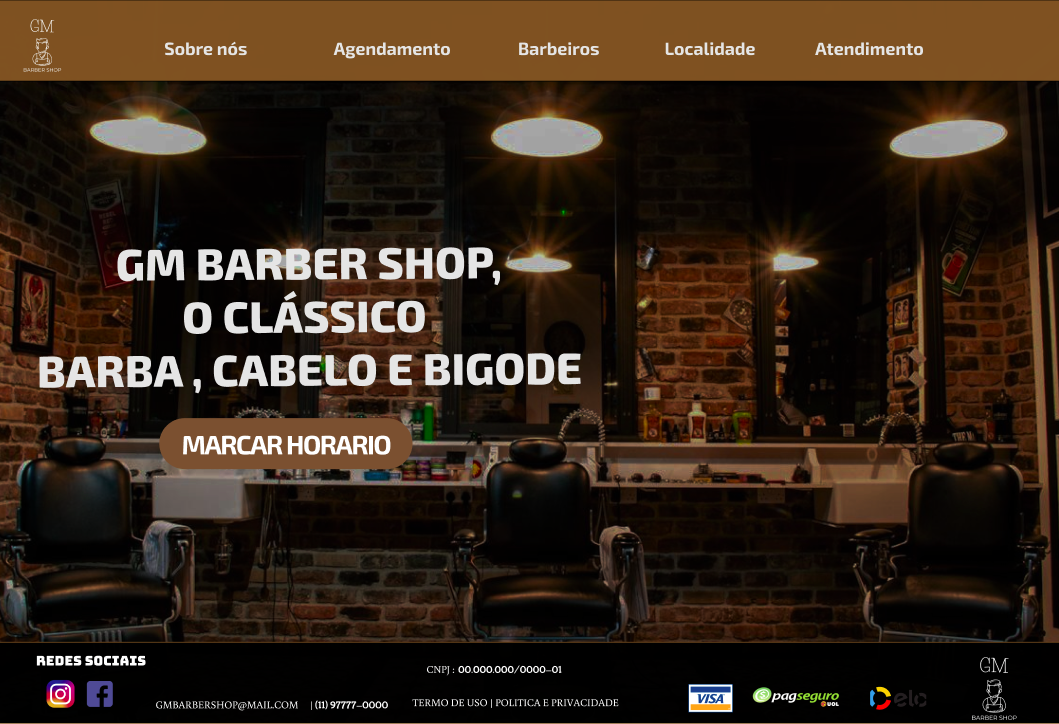 GM
BARBER SHOP
Sobre nós
Agendamento
Barbeiros
Localidade
Atendimento
GM BARBER SHOP,
O CLÁSSICO
BARBA , CABELO E BIGODE
MARCAR HORARIO
REDES SOCIAIS
GMBARBERSHOP@MAIL.COM | (11) 97777-0000
CNPJ : 00.000.000/0000-01
TERMO DE USO | POLITICA E PRIVACIDADE
VISA
pagseguro
UOL
elo
GM
BARBER SHOP